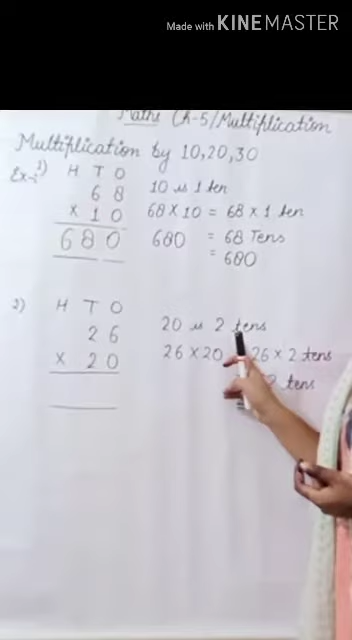 Made with KINEMASTER
Maths Ch-5/Multiplication
Multiplication by 10,20,30
Ex-1) H T O
6 8 10 is 1 ten
× 1 0 68 × 10 = 68 × 1 ten
6 8 0 680 = 68 Tens
= 680
2) H T O
2 6 20 is 2 tens
× 2 0 26 × 20 26 × 2 tens
2 tens